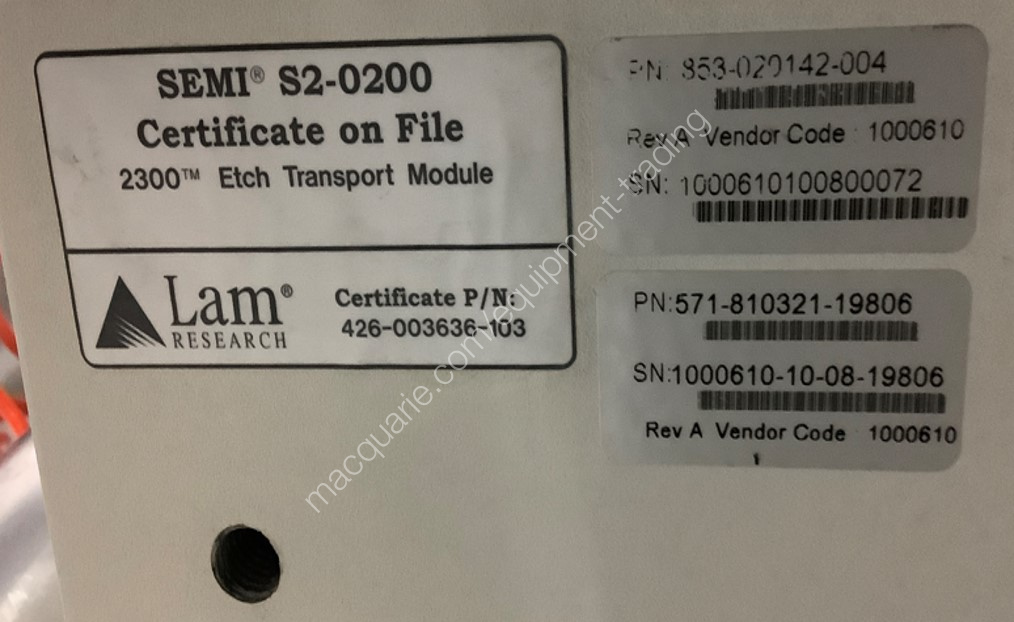 SEMI® S2-0200
Certificate on File
2300™ Etch Transport Module
Lam®
RESEARCH
Certificate P/N:
426-003636-103
PN: 853-020142-004
Rev A Vendor Code 1000610
SN: 1000610100800072
PN:571-810321-19806
SN:1000610-10-08-19806
Rev A Vendor Code 1000610
macquarie.com/equipment-trading